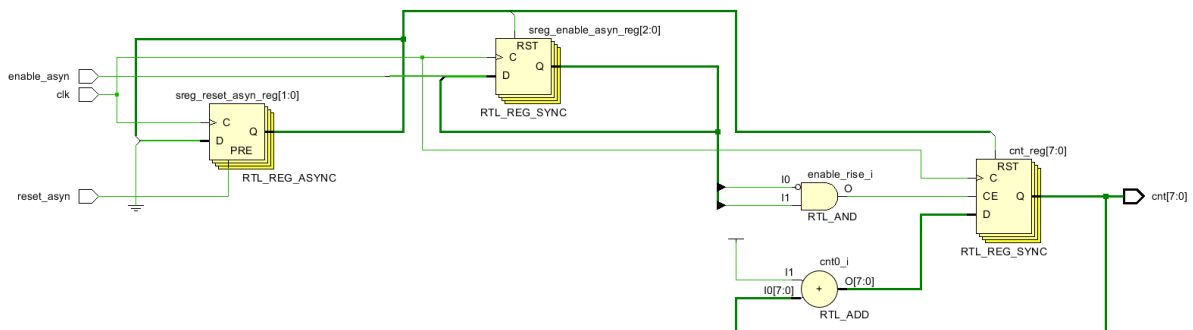 sreg_enable_asyn_reg[2:0]
RST
C
D
Q
RTL_REG_SYNC
enable_asyn
clk
sreg_reset_asyn_reg[1:0]
C
D
Q
PRE
RTL_REG_ASYNC
reset_asyn
enable_rise_i
I0
I1
O
RTL_AND
cnt_reg[7:0]
RST
C
CE
D
Q
RTL_REG_SYNC
cnt[7:0]
cnt0_i
I1
I0[7:0]
+
O[7:0]
RTL_ADD